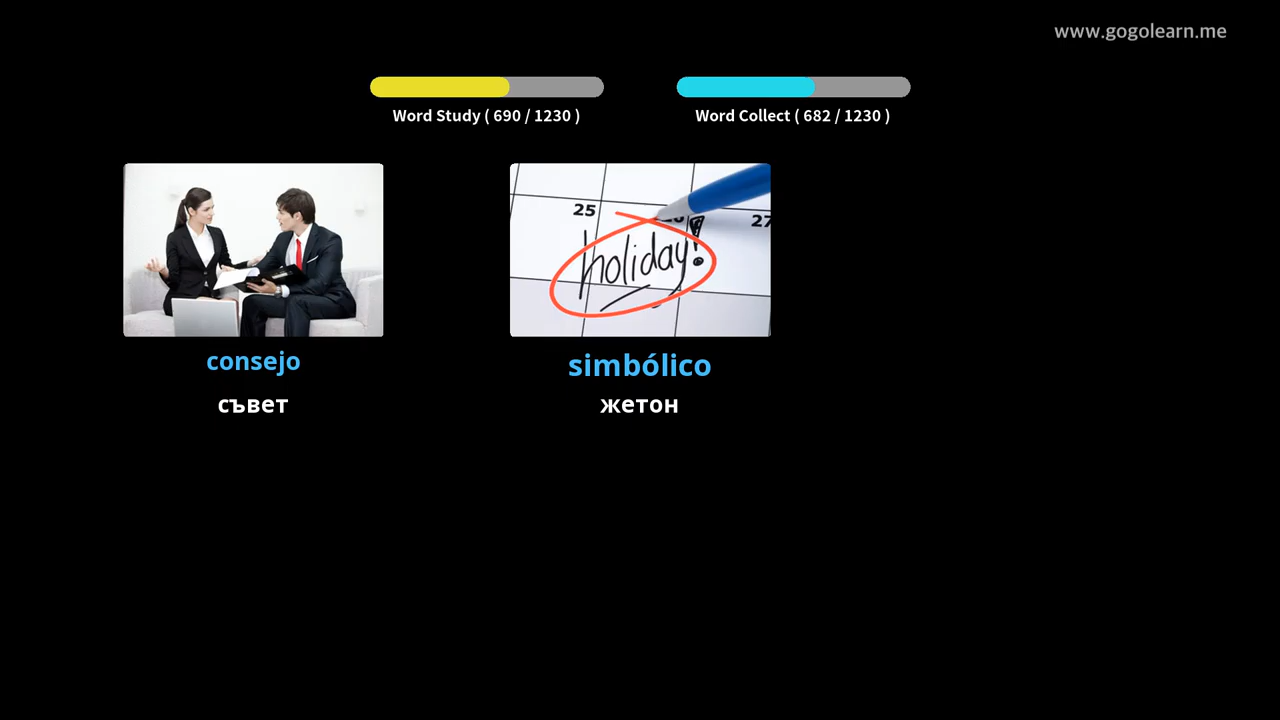 www.gogolearn.me
Word Study ( 690 / 1230 )
Word Collect ( 682 / 1230 )
25
27
holiday!
consejo
simbólico
съвет
жетон